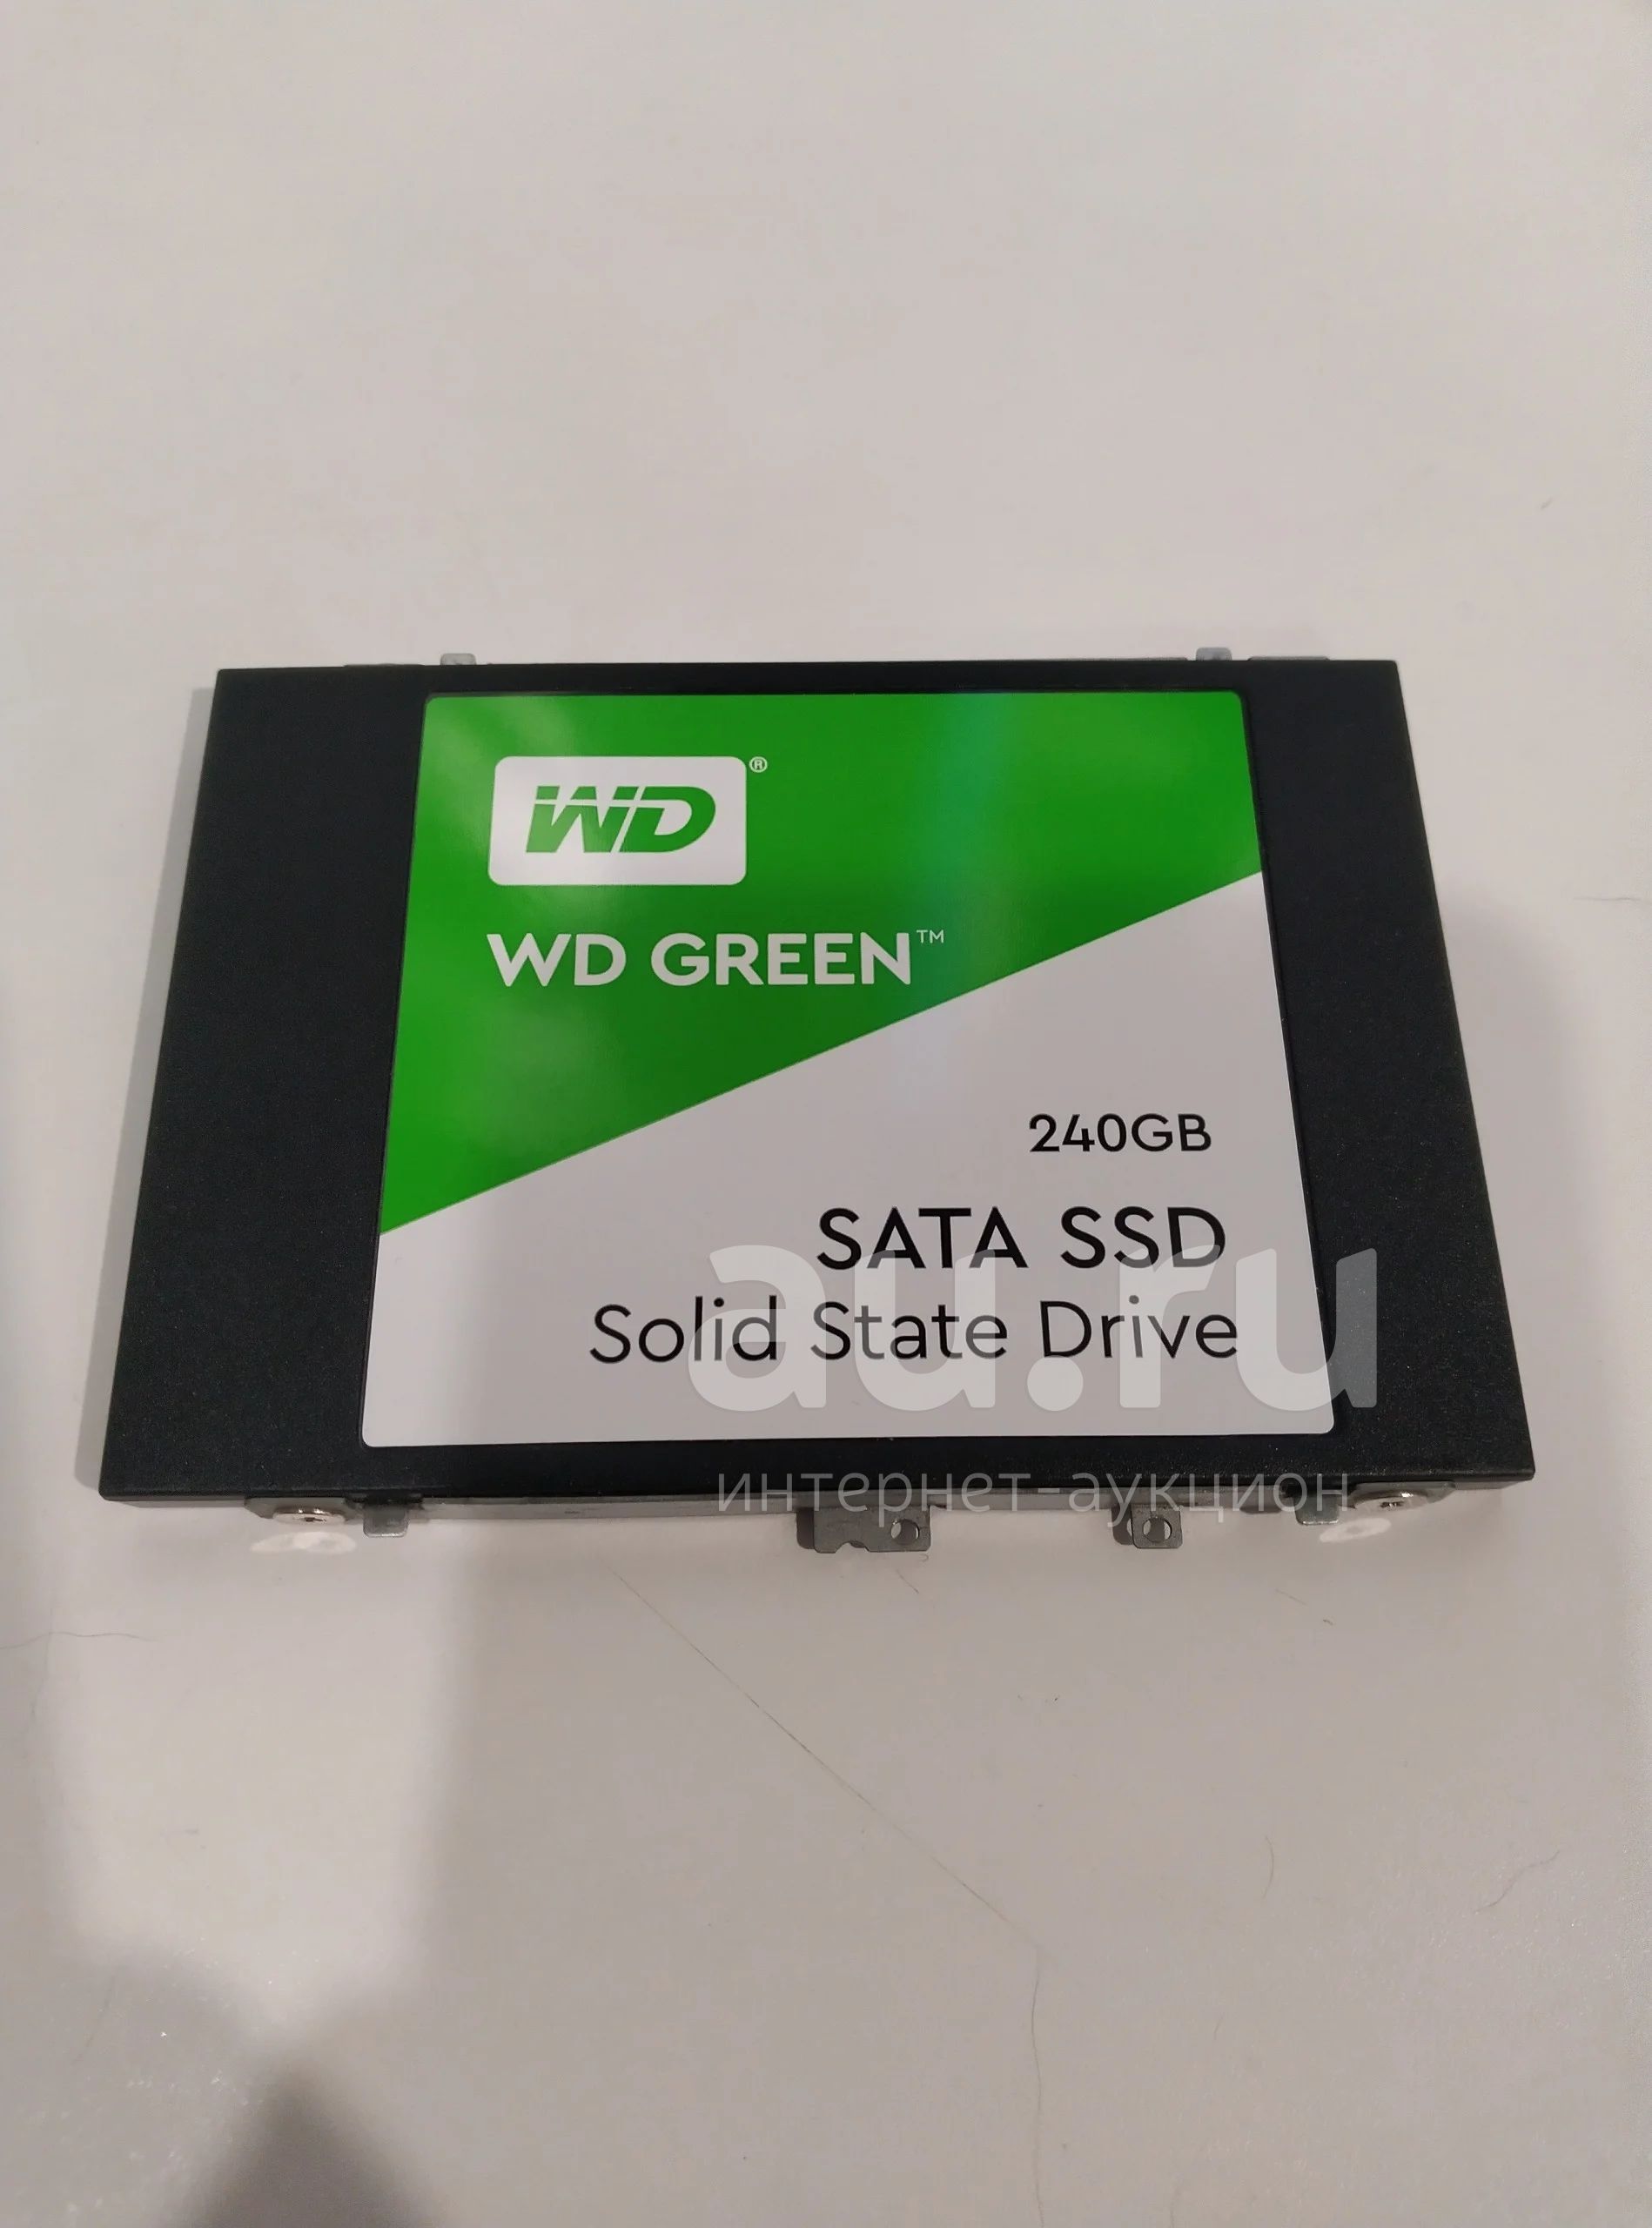 WD®
WD GREEN™
240GB
SATA SSD
Solid State Drive
au.ru
интернет-аукцион